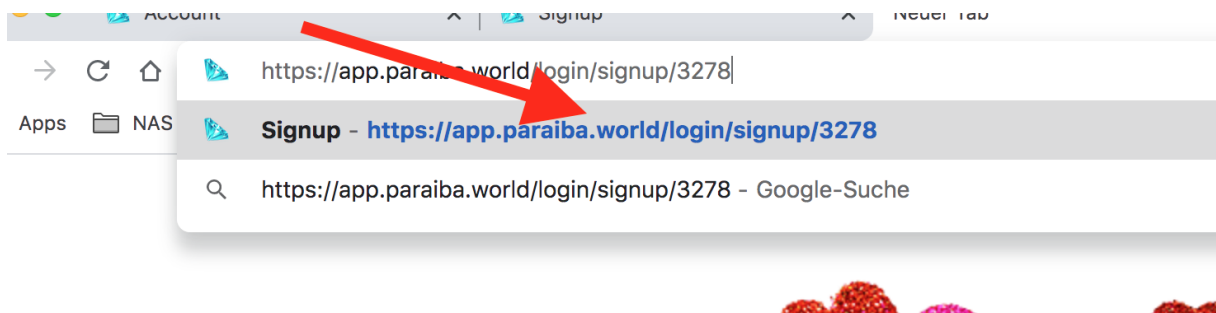 Account × Signup × Neuer Tab
https://app.paraiba.world/login/signup/3278
Apps NAS
Signup - https://app.paraiba.world/login/signup/3278
https://app.paraiba.world/login/signup/3278 - Google-Suche